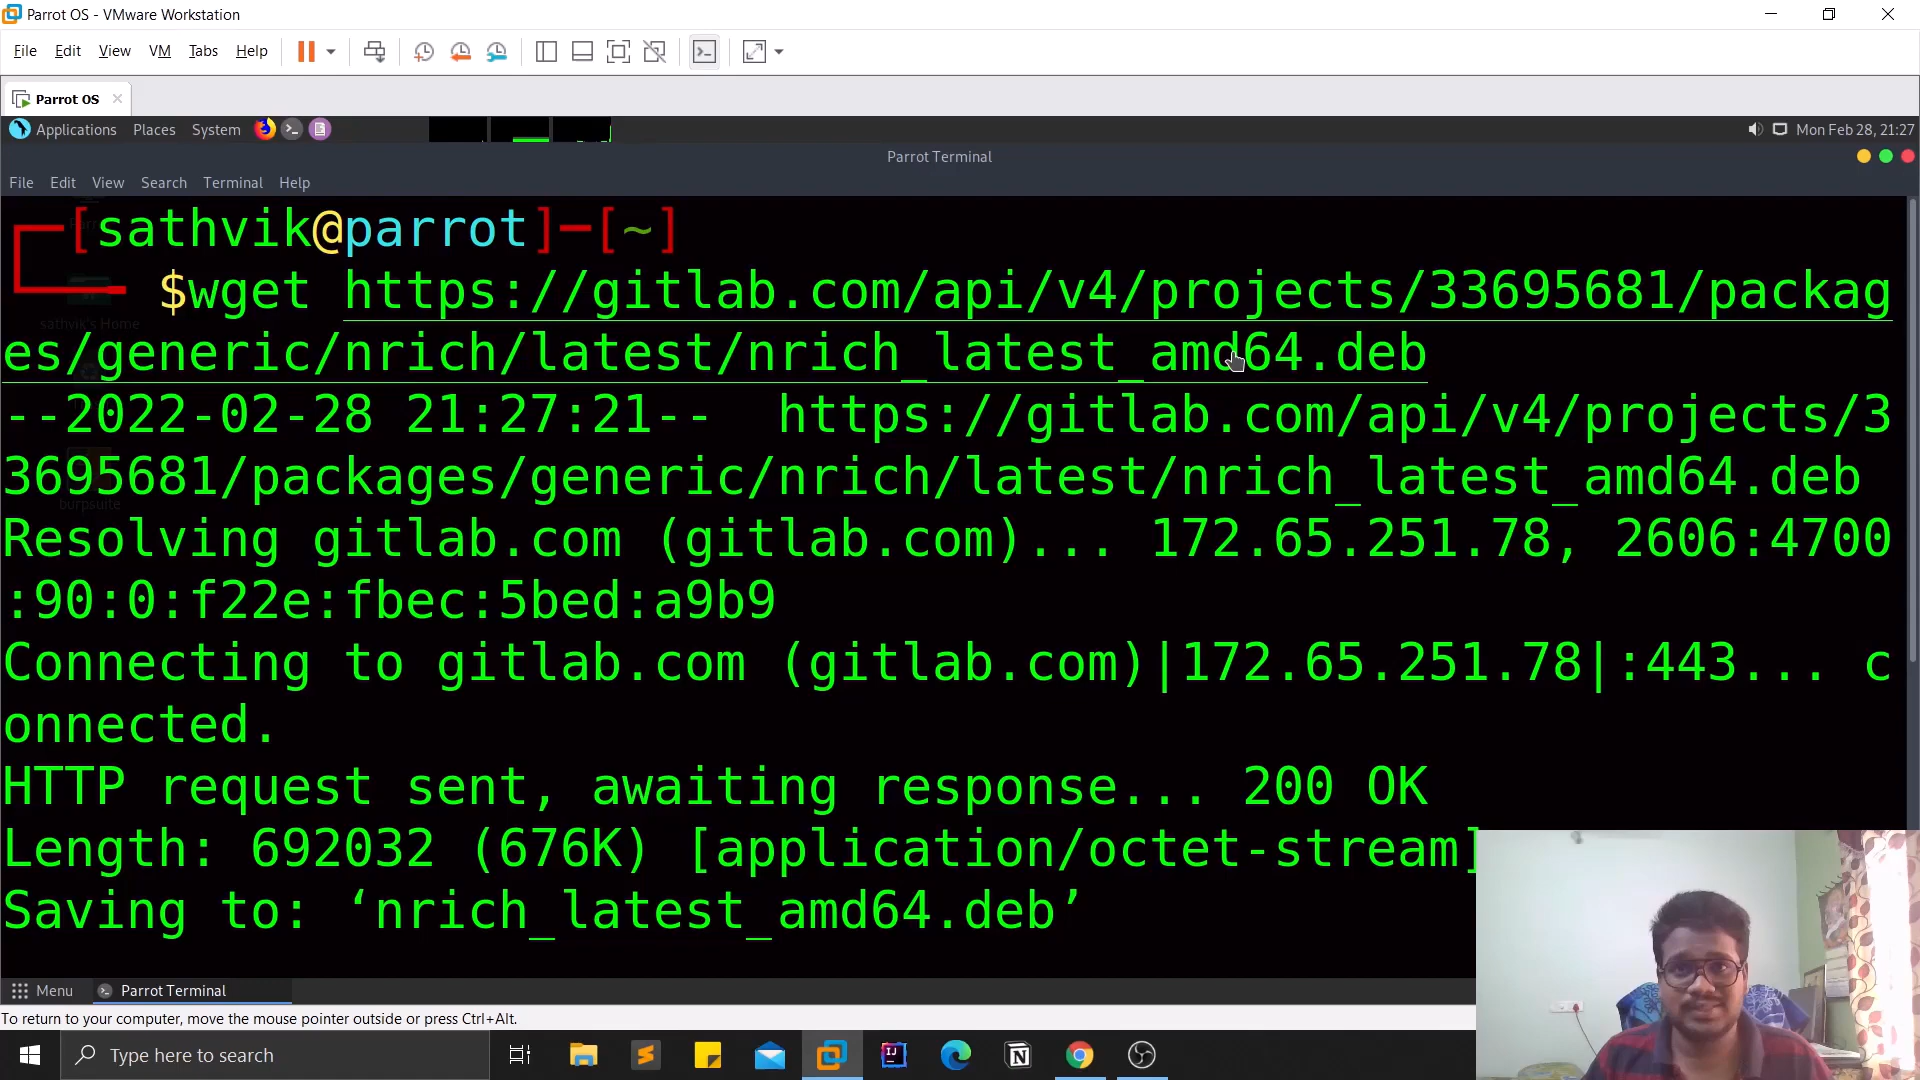 Parrot OS - VMware Workstation
File Edit View VM Tabs Help
Parrot OS
Applications Places System Mon Feb 28, 21:27
Parrot Terminal
File Edit View Search Terminal Help
┌─[sathvik@parrot]─[~]
└──╼ $wget https://gitlab.com/api/v4/projects/33695681/packag
es/generic/nrich/latest/nrich_latest_amd64.deb
--2022-02-28 21:27:21-- https://gitlab.com/api/v4/projects/3
3695681/packages/generic/nrich/latest/nrich_latest_amd64.deb
Resolving gitlab.com (gitlab.com)... 172.65.251.78, 2606:4700
:90:0:f22e:fbec:5bed:a9b9
Connecting to gitlab.com (gitlab.com)|172.65.251.78|:443... c
onnected.
HTTP request sent, awaiting response... 200 OK
Length: 692032 (676K) [application/octet-stream]
Saving to: ‘nrich_latest_amd64.deb’
sathvik's Home
burpsuite
Menu Parrot Terminal
To return to your computer, move the mouse pointer outside or press Ctrl+Alt.
Type here to search